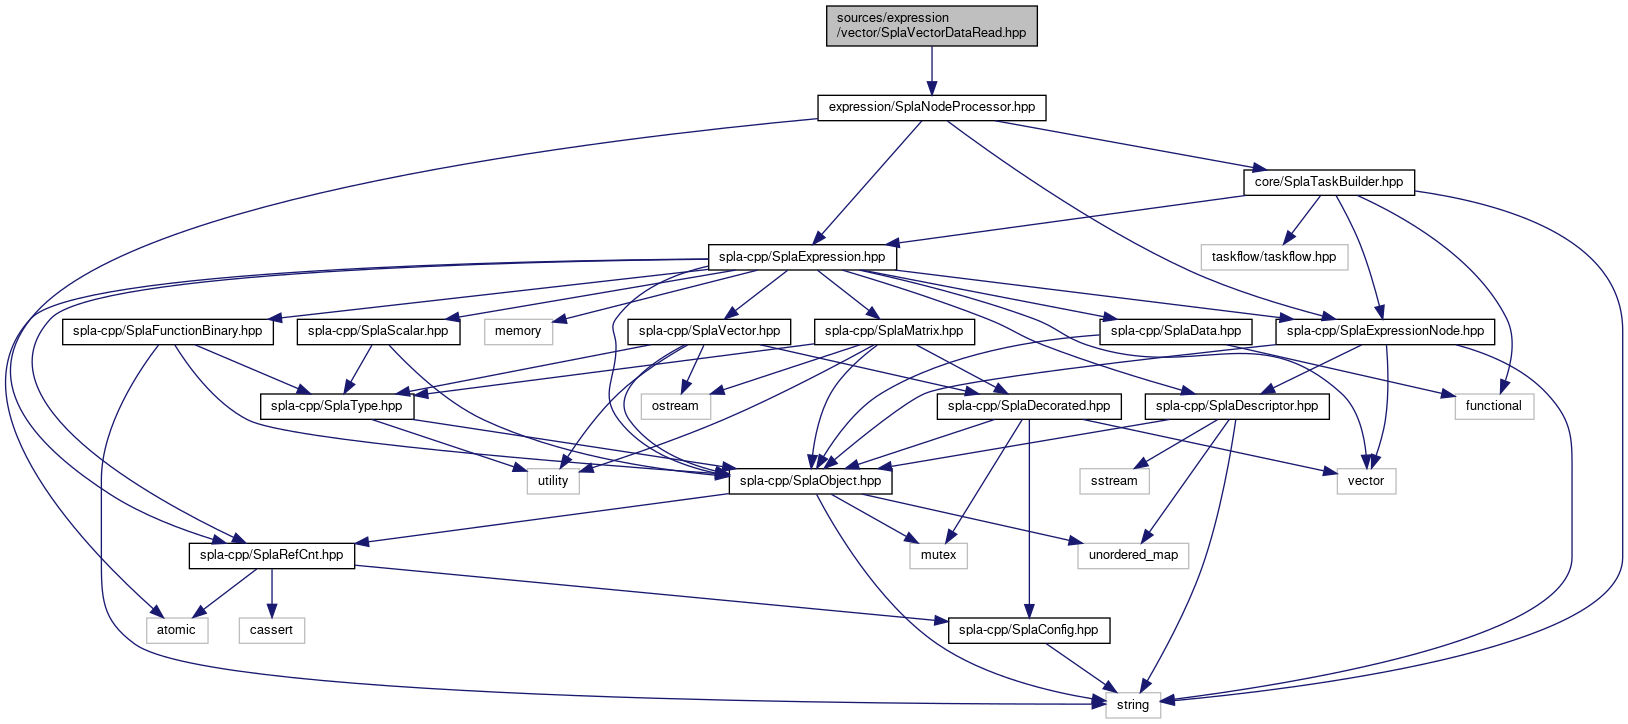 sources/expression
/vector/SplaVectorDataRead.hpp
expression/SplaNodeProcessor.hpp
core/SplaTaskBuilder.hpp
spla-cpp/SplaExpression.hpp
taskflow/taskflow.hpp
spla-cpp/SplaFunctionBinary.hpp
spla-cpp/SplaScalar.hpp
memory
spla-cpp/SplaVector.hpp
spla-cpp/SplaMatrix.hpp
spla-cpp/SplaData.hpp
spla-cpp/SplaExpressionNode.hpp
spla-cpp/SplaType.hpp
ostream
spla-cpp/SplaDecorated.hpp
spla-cpp/SplaDescriptor.hpp
functional
utility
spla-cpp/SplaObject.hpp
sstream
vector
spla-cpp/SplaRefCnt.hpp
mutex
unordered_map
atomic
cassert
spla-cpp/SplaConfig.hpp
string